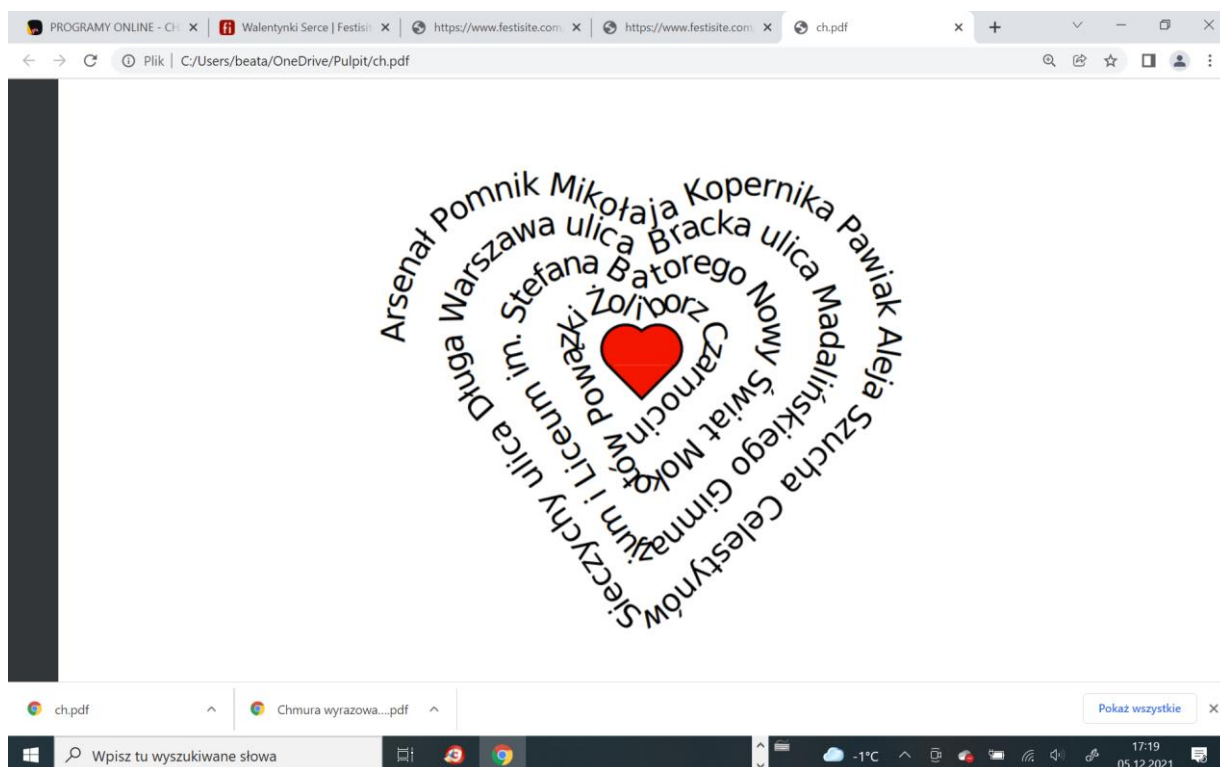 PROGRAMY ONLINE - CH
Walentynki Serce | Festisit
https://www.festisite.com
https://www.festisite.com
ch.pdf
Plik | C:/Users/beata/OneDrive/Pulpit/ch.pdf
Arsenał Pomnik Mikołaja Kopernika Pawiak Aleja Szucha Celestynów
Sieczychy ulica Długa Warszawa ulica Bracka ulica Madalińskiego Gimnazjum i Liceum im. Stefana Batorego Nowy Świat Mokotów Powązki. Żoliborz Czarnocin
ch.pdf
Chmura wyrazowa....pdf
Pokaż wszystkie
Wpisz tu wyszukiwane słowa
-1°C
17:19
05.12.2021